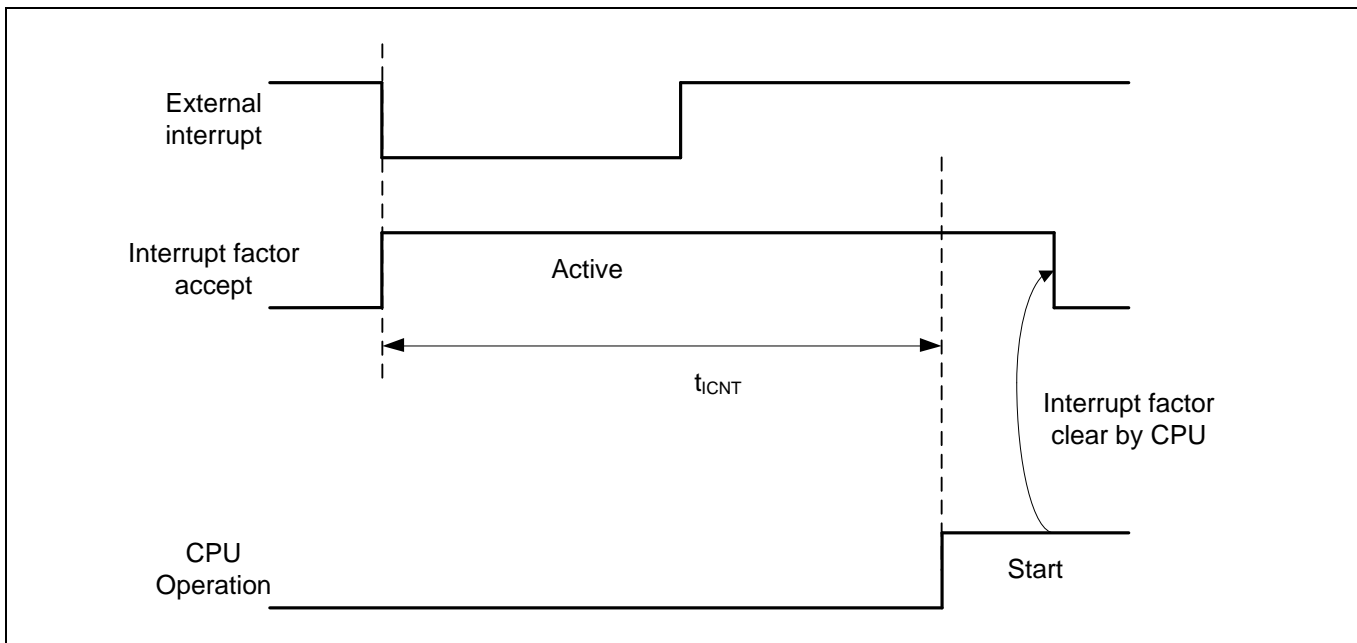 External
interrupt
Interrupt factor
accept
Active
tICNT
Interrupt factor
clear by CPU
CPU
Operation
Start